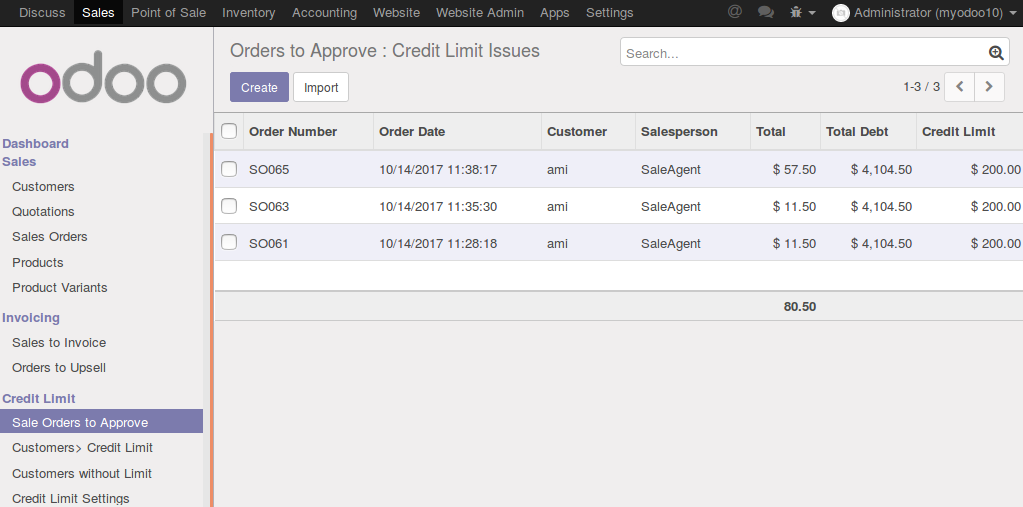 Discuss Sales Point of Sale Inventory Accounting Website Website Admin Apps Settings @ Administrator (myodoo10)
odoo
Dashboard
Sales
Customers
Quotations
Sales Orders
Products
Product Variants
Invoicing
Sales to Invoice
Orders to Upsell
Credit Limit
Sale Orders to Approve
Customers> Credit Limit
Customers without Limit
Credit Limit Settings
Orders to Approve : Credit Limit Issues
Search...
Create Import
1-3 / 3
Order Number Order Date Customer Salesperson Total Total Debt Credit Limit
SO065 10/14/2017 11:38:17 ami SaleAgent $ 57.50 $ 4,104.50 $ 200.00
SO063 10/14/2017 11:35:30 ami SaleAgent $ 11.50 $ 4,104.50 $ 200.00
SO061 10/14/2017 11:28:18 ami SaleAgent $ 11.50 $ 4,104.50 $ 200.00
80.50